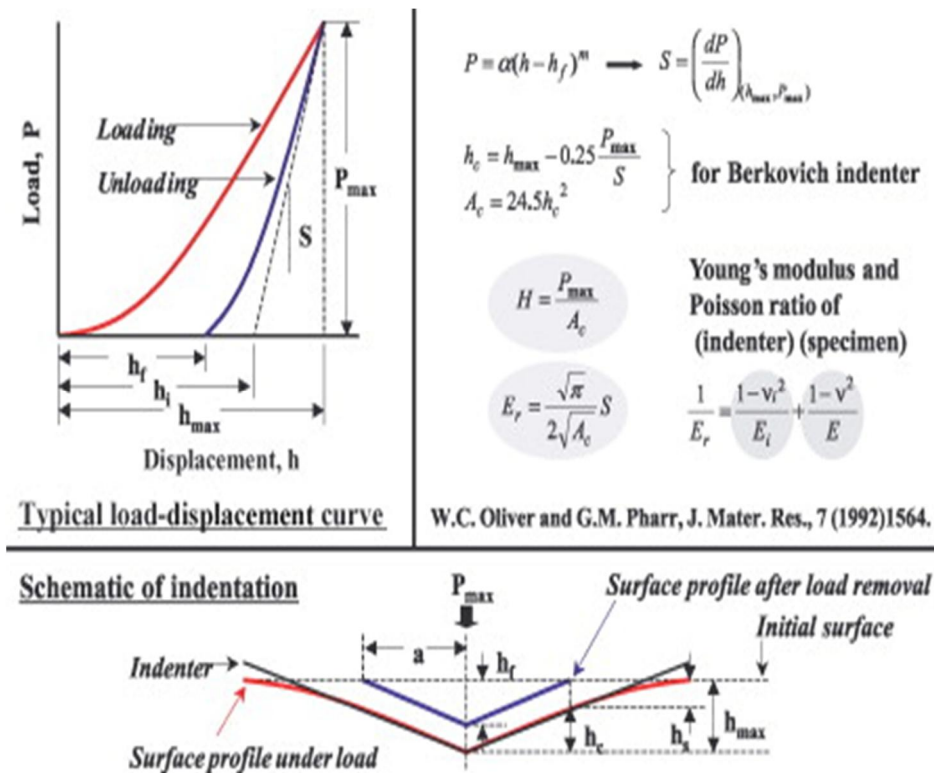 Load, P
Loading
Unloading
P_max
S
h_f
h_i
h_max
Displacement, h
Typical load-displacement curve
P = α(h − h_f)^m → S = (dP/dh)_(h_max, P_max)
h_c = h_max − 0.25 P_max/S
A_c = 24.5h_c^2
for Berkovich indenter
H = P_max/A_c
Young's modulus and
Poisson ratio of
(indenter) (specimen)
E_r = √π/(2√A_c) S
1/E_r = (1−ν_i^2)/E_i + (1−ν^2)/E
W.C. Oliver and G.M. Pharr, J. Mater. Res., 7 (1992)1564.
Schematic of indentation
P_max
Surface profile after load removal
Initial surface
Indenter
a
h_f
h_c
h_s
h_max
Surface profile under load